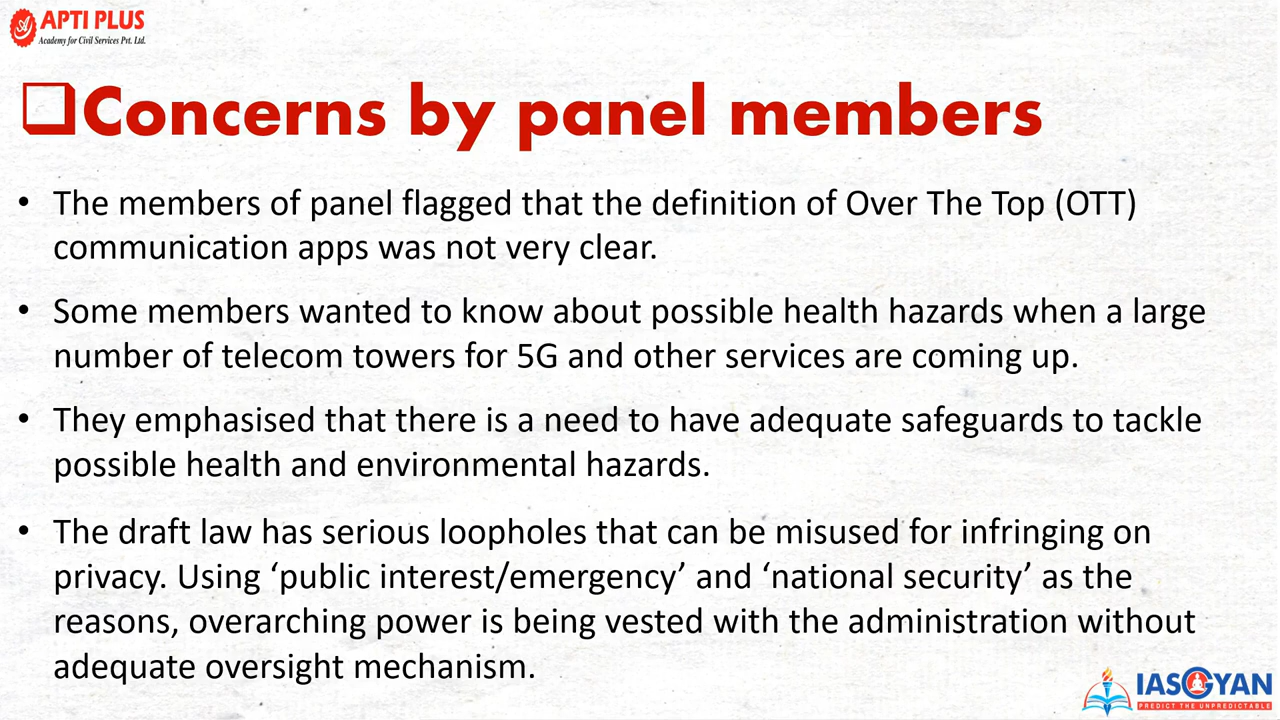 APTI PLUS
Academy for Civil Services Pvt. Ltd.
❑Concerns by panel members
• The members of panel flagged that the definition of Over The Top (OTT)
communication apps was not very clear.
• Some members wanted to know about possible health hazards when a large
number of telecom towers for 5G and other services are coming up.
• They emphasised that there is a need to have adequate safeguards to tackle
possible health and environmental hazards.
• The draft law has serious loopholes that can be misused for infringing on
privacy. Using ‘public interest/emergency’ and ‘national security’ as the
reasons, overarching power is being vested with the administration without
adequate oversight mechanism.
IASGYAN
PREDICT THE UNPREDICTABLE